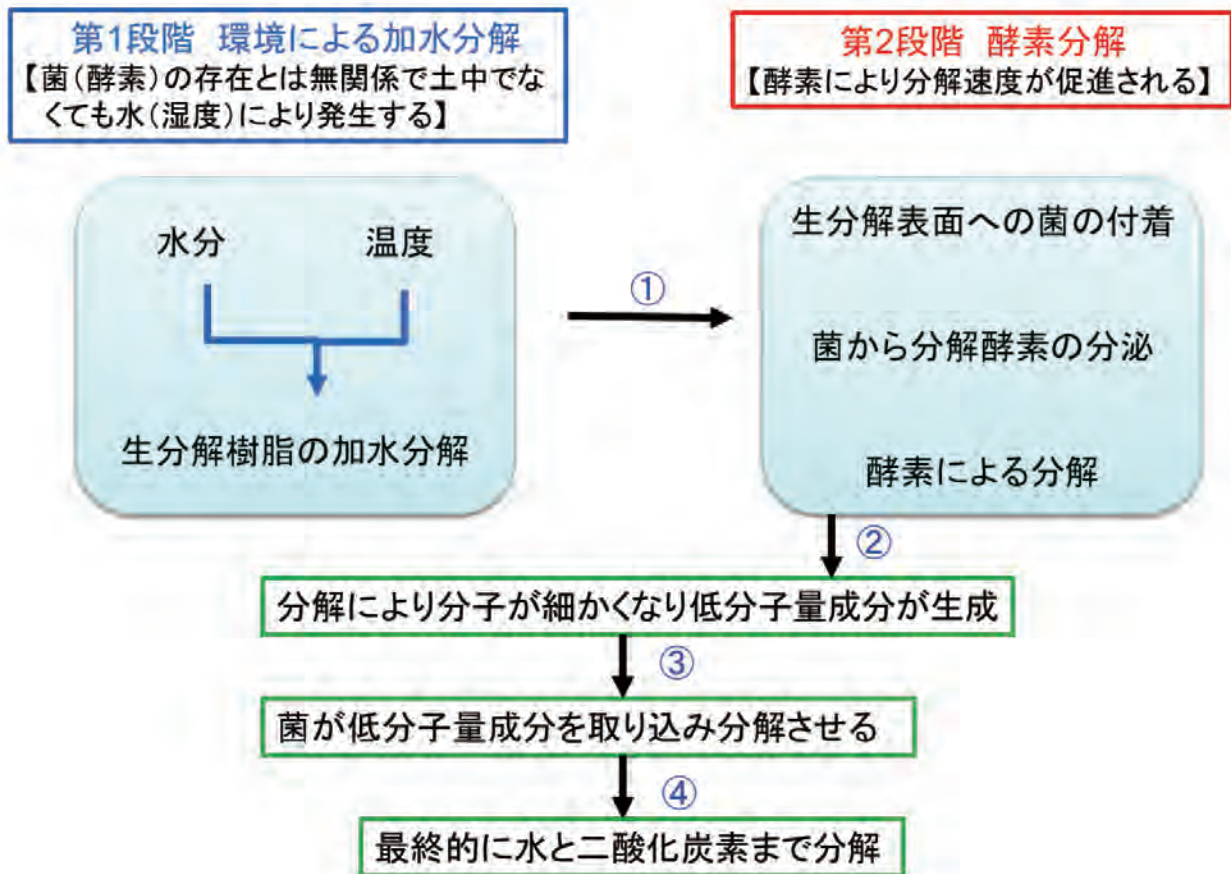 第1段階 環境による加水分解
【菌(酵素)の存在とは無関係で土中でな
くても水(湿度)により発生する】
水分
温度
生分解樹脂の加水分解
①
第2段階 酵素分解
【酵素により分解速度が促進される】
生分解表面への菌の付着
菌から分解酵素の分泌
酵素による分解
②
分解により分子が細かくなり低分子量成分が生成
③
菌が低分子量成分を取り込み分解させる
④
最終的に水と二酸化炭素まで分解